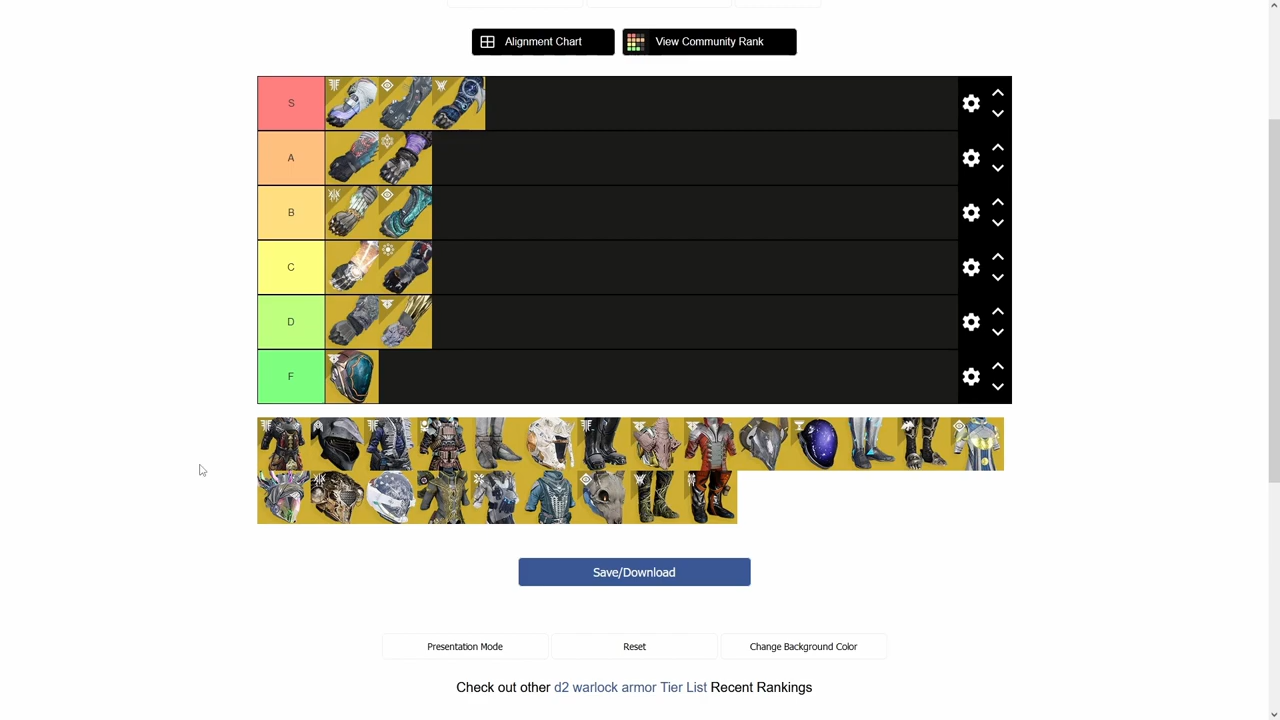 Alignment Chart
View Community Rank
S
A
B
C
D
F
Save/Download
Presentation Mode
Reset
Change Background Color
Check out other d2 warlock armor Tier List Recent Rankings